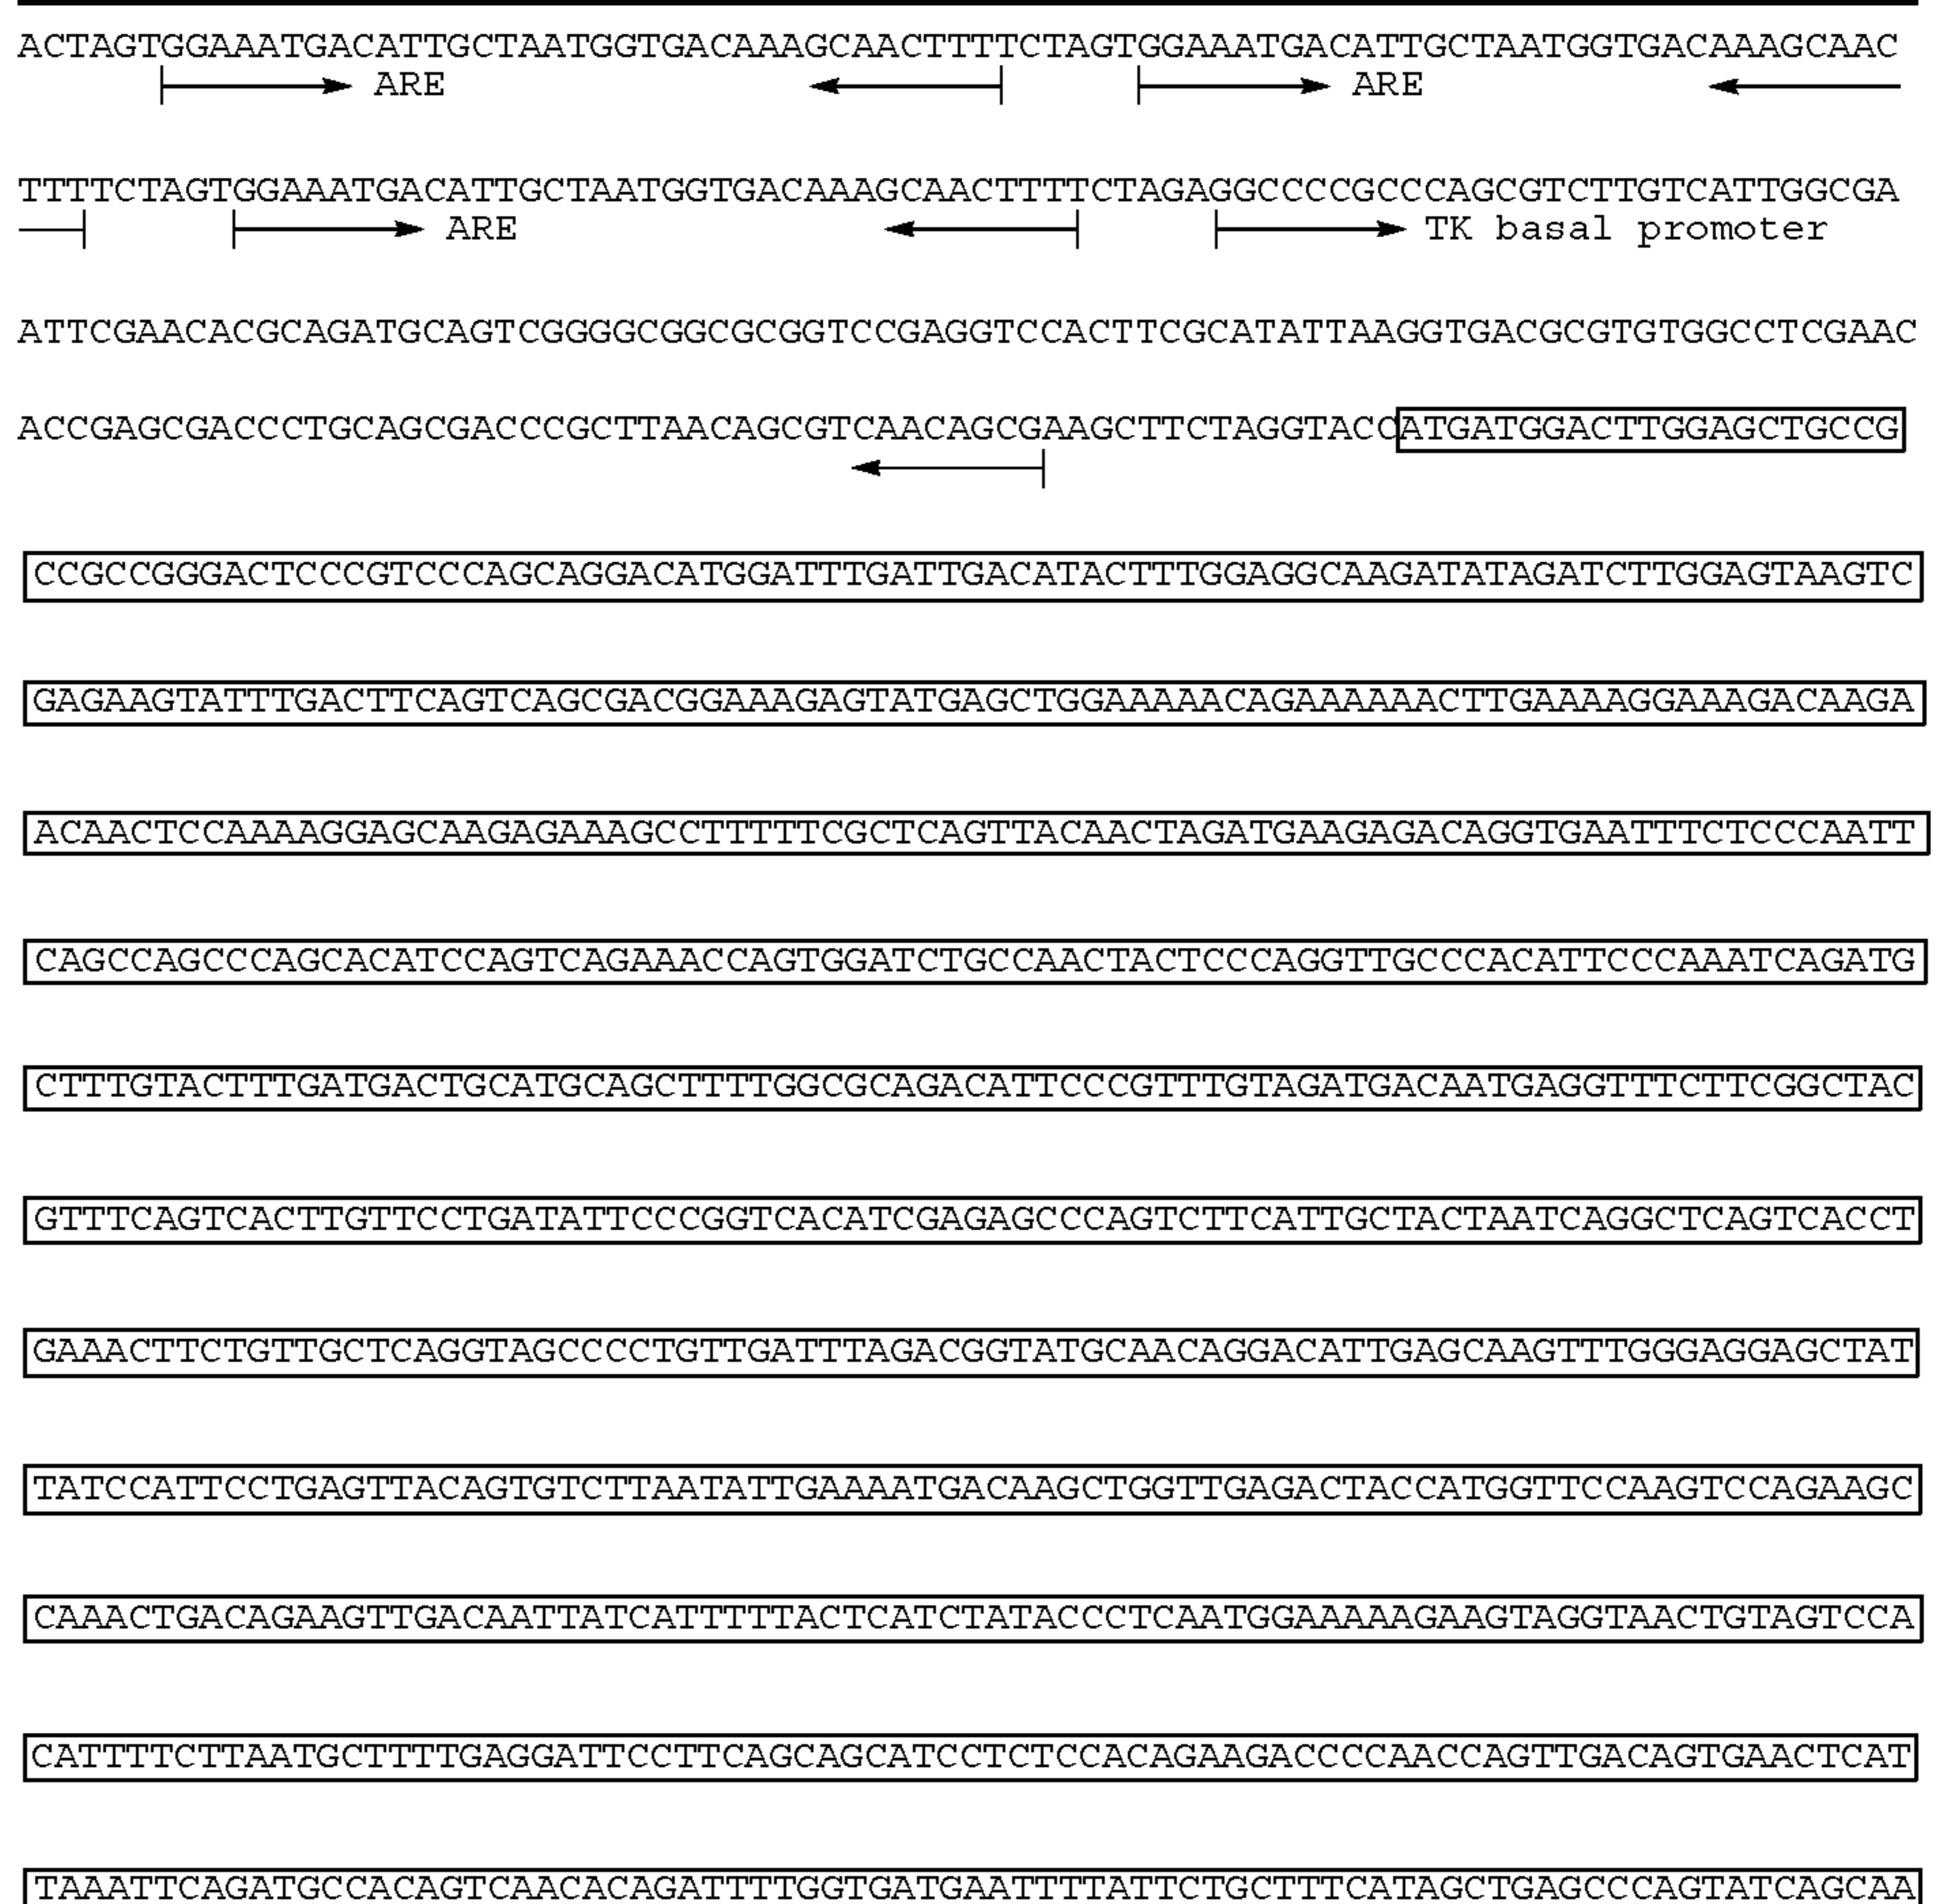 ACTAGTGGAAATGACATTGCTAATGGTGACAAAGCAACTTTTCTAGTGGAAATGACATTGCTAATGGTGACAAAGCAAC
ARE ARE
TTTTCTAGTGGAAATGACATTGCTAATGGTGACAAAGCAACTTTTCTAGAGGCCCCGCCCAGCGTCTTGTCATTGGCGA
ARE TK basal promoter
ATTCGAACACGCAGATGCAGTCGGGGCGGCGCGGTCCGAGGTCCACTTCGCATATTAAGGTGACGCGTGTGGCCTCGAAC
ACCGAGCGACCCTGCAGCGACCCGCTTAACAGCGTCAACAGCGAAGCTTCTAGGTACCATGATGGACTTGGAGCTGCCG
CCGCCGGGACTCCCGTCCCAGCAGGACATGGATTTGATTGACATACTTTGGAGGCAAGATATAGATCTTGGAGTAAGTC
GAGAAGTATTTGACTTCAGTCAGCGACGGAAAGAGTATGAGCTGGAAAAACAGAAAAAACTTGAAAAGGAAAGACAAGA
ACAACTCCAAAAGGAGCAAGAGAAAGCCTTTTTCGCTCAGTTACAACTAGATGAAGAGACAGGTGAATTTCTCCCAATT
CAGCCAGCCCAGCACATCCAGTCAGAAACCAGTGGATCTGCCAACTACTCCCAGGTTGCCCACATTCCCAAATCAGATG
CTTTGTACTTTGATGACTGCATGCAGCTTTTGGCGCAGACATTCCCGTTTGTAGATGACAATGAGGTTTCTTCGGCTAC
GTTTCAGTCACTTGTTCCTGATATTCCCGGTCACATCGAGAGCCCAGTCTTCATTGCTACTAATCAGGCTCAGTCACCT
GAAACTTCTGTTGCTCAGGTAGCCCCTGTTGATTTAGACGGTATGCAACAGGACATTGAGCAAGTTTGGGAGGAGCTAT
TATCCATTCCTGAGTTACAGTGTCTTAATATTGAAAATGACAAGCTGGTTGAGACTACCATGGTTCCAAGTCCAGAAGC
CAAACTGACAGAAGTTGACAATTATCATTTTTACTCATCTATACCCTCAATGGAAAAAGAAGTAGGTAACTGTAGTCCA
CATTTTCTTAATGCTTTTGAGGATTCCTTCAGCAGCATCCTCTCCACAGAAGACCCCAACCAGTTGACAGTGAACTCAT
TAAATTCAGATGCCACAGTCAACACAGATTTTGGTGATGAATTTTATTCTGCTTTCATAGCTGAGCCCAGTATCAGCAA